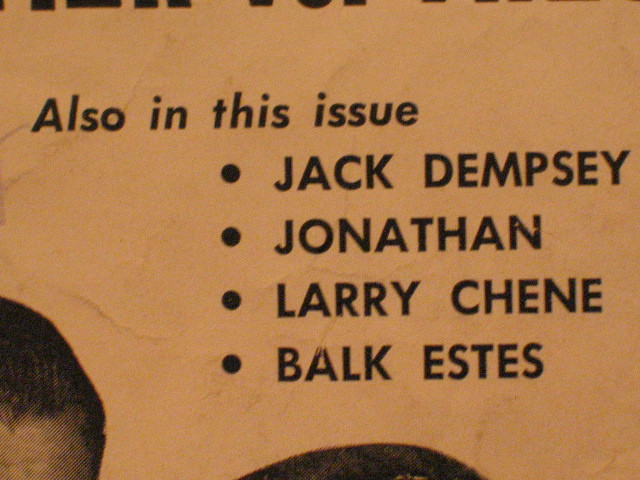 Also in this issue
• JACK DEMPSEY
• JONATHAN
• LARRY CHENE
• BALK ESTES